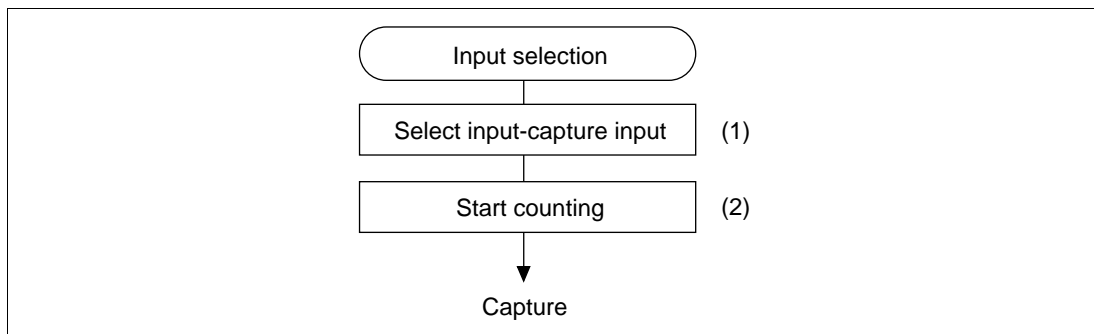 Input selection
Select input-capture input (1)
Start counting (2)
Capture